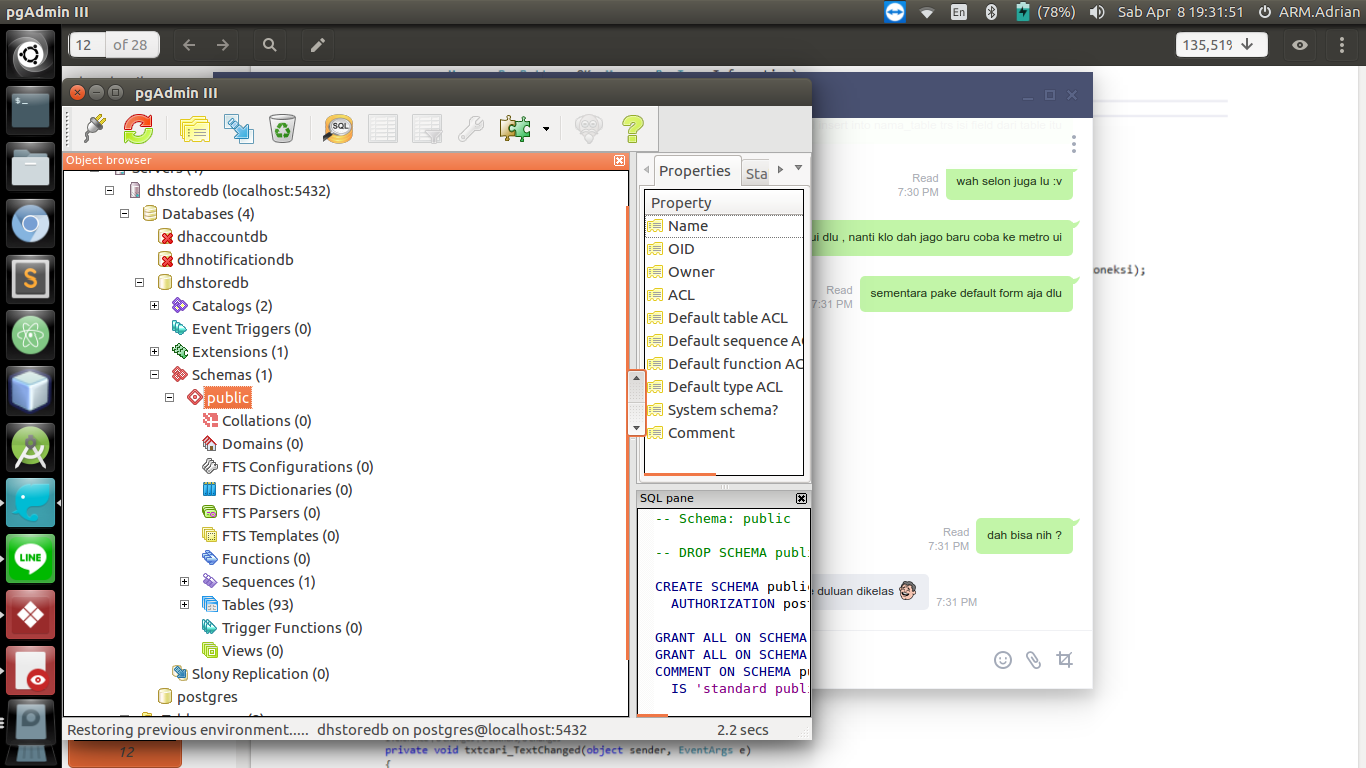 pgAdmin III
En
(78%)
Sab Apr 8 19:31:51
ARM.Adrian
12
of 28
135,51%
pgAdmin III
SQL
Object browser
dhstoredb (localhost:5432)
Databases (4)
dhaccountdb
dhnotificationdb
dhstoredb
Catalogs (2)
Event Triggers (0)
Extensions (1)
Schemas (1)
public
Collations (0)
Domains (0)
FTS Configurations (0)
FTS Dictionaries (0)
FTS Parsers (0)
FTS Templates (0)
Functions (0)
Sequences (1)
Tables (93)
Trigger Functions (0)
Views (0)
Slony Replication (0)
postgres
Restoring previous environment..... dhstoredb on postgres@localhost:5432
2.2 secs
Properties
Sta
Property
Name
OID
Owner
ACL
Default table ACL
Default sequence AC
Default function AC
Default type ACL
System schema?
Comment
SQL pane
-- Schema: public
-- DROP SCHEMA publi
CREATE SCHEMA public
AUTHORIZATION post
GRANT ALL ON SCHEMA
GRANT ALL ON SCHEMA
COMMENT ON SCHEMA pu
IS 'standard publi
Read
7:30 PM
wah selon juga lu :v
ui dlu , nanti klo dah jago baru coba ke metro ui
Read
7:31 PM
sementara pake default form aja dlu
Read
7:31 PM
dah bisa nih ?
duluan dikelas
7:31 PM
oneksi);
LINE
12
private void txtcari_TextChanged(object sender, EventArgs e)
{